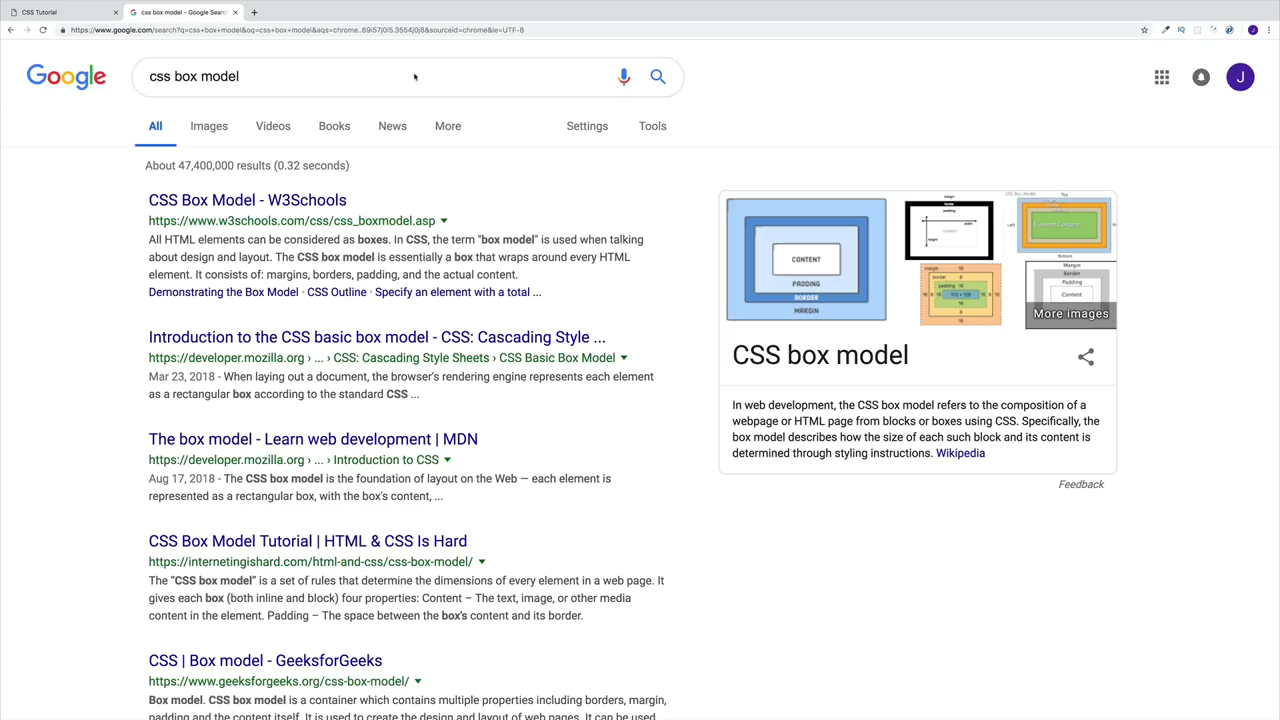 CSS Tutorial
css box model - Google Search
https://www.google.com/search?q=css+box+model&oq=css+box+model&aqs=chrome..69i57j0l5.3554j0j8&sourceid=chrome&ie=UTF-8
Google
css box model
J
All Images Videos Books News More Settings Tools
About 47,400,000 results (0.32 seconds)
CSS Box Model - W3Schools
https://www.w3schools.com/css/css_boxmodel.asp
All HTML elements can be considered as boxes. In CSS, the term "box model" is used when talking
about design and layout. The CSS box model is essentially a box that wraps around every HTML
element. It consists of: margins, borders, padding, and the actual content.
Demonstrating the Box Model · CSS Outline · Specify an element with a total ...
Introduction to the CSS basic box model - CSS: Cascading Style ...
https://developer.mozilla.org › ... › CSS: Cascading Style Sheets › CSS Basic Box Model
Mar 23, 2018 - When laying out a document, the browser's rendering engine represents each element
as a rectangular box according to the standard CSS ...
The box model - Learn web development | MDN
https://developer.mozilla.org › ... › Introduction to CSS
Aug 17, 2018 - The CSS box model is the foundation of layout on the Web — each element is
represented as a rectangular box, with the box's content, ...
CSS Box Model Tutorial | HTML & CSS Is Hard
https://internetingishard.com/html-and-css/css-box-model/
The “CSS box model” is a set of rules that determine the dimensions of every element in a web page. It
gives each box (both inline and block) four properties: Content – The text, image, or other media
content in the element. Padding – The space between the box's content and its border.
CSS | Box model - GeeksforGeeks
https://www.geeksforgeeks.org/css-box-model/
Box model. CSS box model is a container which contains multiple properties including borders, margin,
padding and the content itself. It is used to create the design and layout of web pages. It can be used
CONTENT
PADDING
BORDER
MARGIN
Margin
Border
Padding
Content
More images
CSS box model
In web development, the CSS box model refers to the composition of a
webpage or HTML page from blocks or boxes using CSS. Specifically, the
box model describes how the size of each such block and its content is
determined through styling instructions. Wikipedia
Feedback